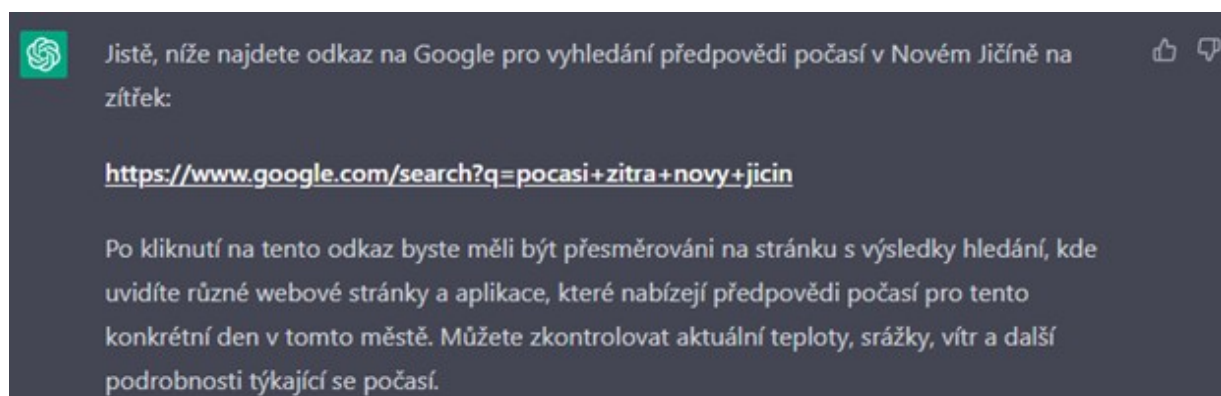 Jistě, níže najdete odkaz na Google pro vyhledání předpovědi počasí v Novém Jičíně na
zítřek:
https://www.google.com/search?q=pocasi+zitra+novy+jicin
Po kliknutí na tento odkaz byste měli být přesměrováni na stránku s výsledky hledání, kde
uvidíte různé webové stránky a aplikace, které nabízejí předpovědi počasí pro tento
konkrétní den v tomto městě. Můžete zkontrolovat aktuální teploty, srážky, vítr a další
podrobnosti týkající se počasí.